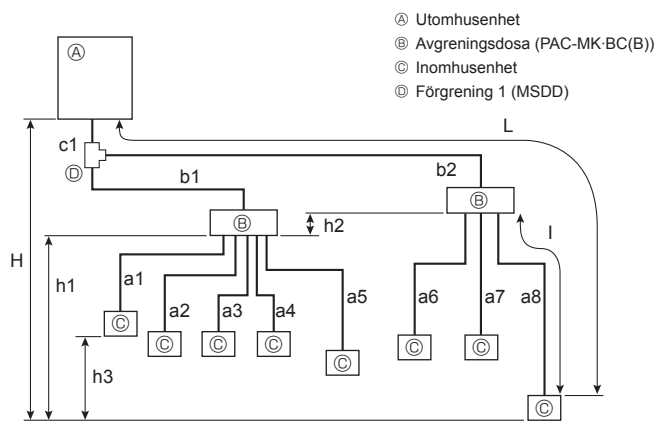 Ⓐ Utomhusenhet
Ⓑ Avgreningsdosa (PAC-MK·BC(B))
Ⓒ Inomhusenhet
Ⓓ Förgrening 1 (MSDD)
Ⓐ
L
c1
Ⓓ
b1
b2
Ⓑ
Ⓑ
h2
H
h1
l
a1
a2
a3
a4
a5
a6
a7
a8
h3
Ⓒ
Ⓒ
Ⓒ
Ⓒ
Ⓒ
Ⓒ
Ⓒ
Ⓒ